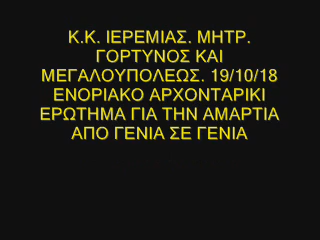 Κ.Κ. ΙΕΡΕΜΙΑΣ. ΜΗΤΡ.
ΓΟΡΤΥΝΟΣ ΚΑΙ
ΜΕΓΑΛΟΥΠΟΛΕΩΣ. 19/10/18
ΕΝΟΡΙΑΚΟ ΑΡΧΟΝΤΑΡΙΚΙ
ΕΡΩΤΗΜΑ ΓΙΑ ΤΗΝ ΑΜΑΡΤΙΑ
ΑΠΟ ΓΕΝΙΑ ΣΕ ΓΕΝΙΑ